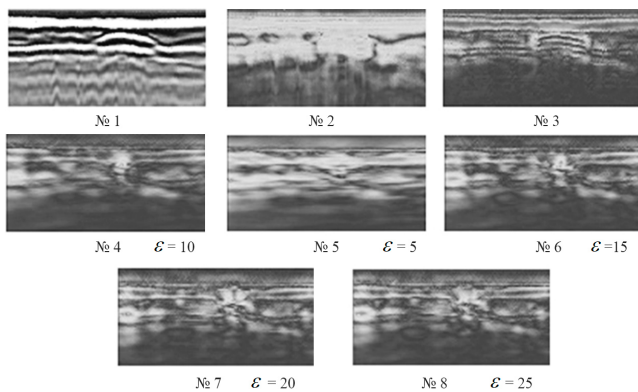 № 1 № 2 № 3
№ 4 ε = 10 № 5 ε = 5 № 6 ε =15
№ 7 ε = 20 № 8 ε = 25